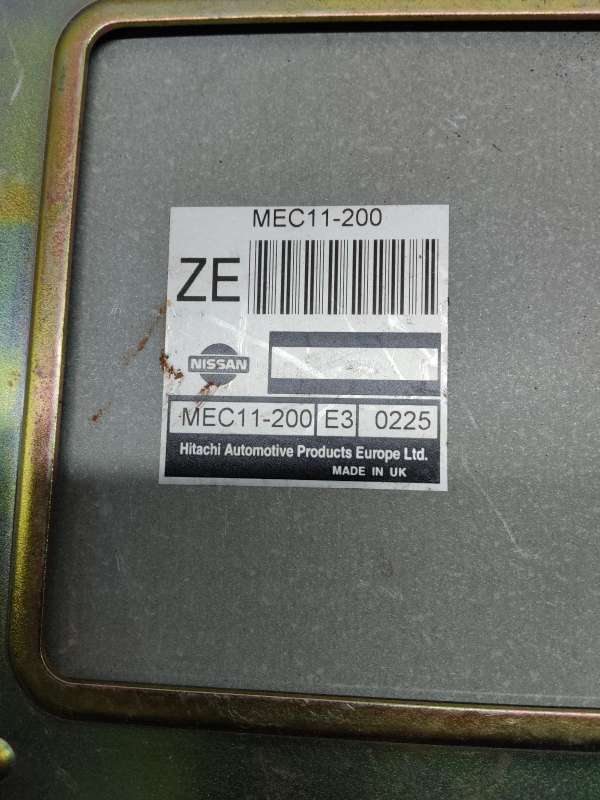 MEC11-200
ZE
NISSAN
MEC11-200 E3 0225
Hitachi Automotive Products Europe Ltd.
MADE IN UK